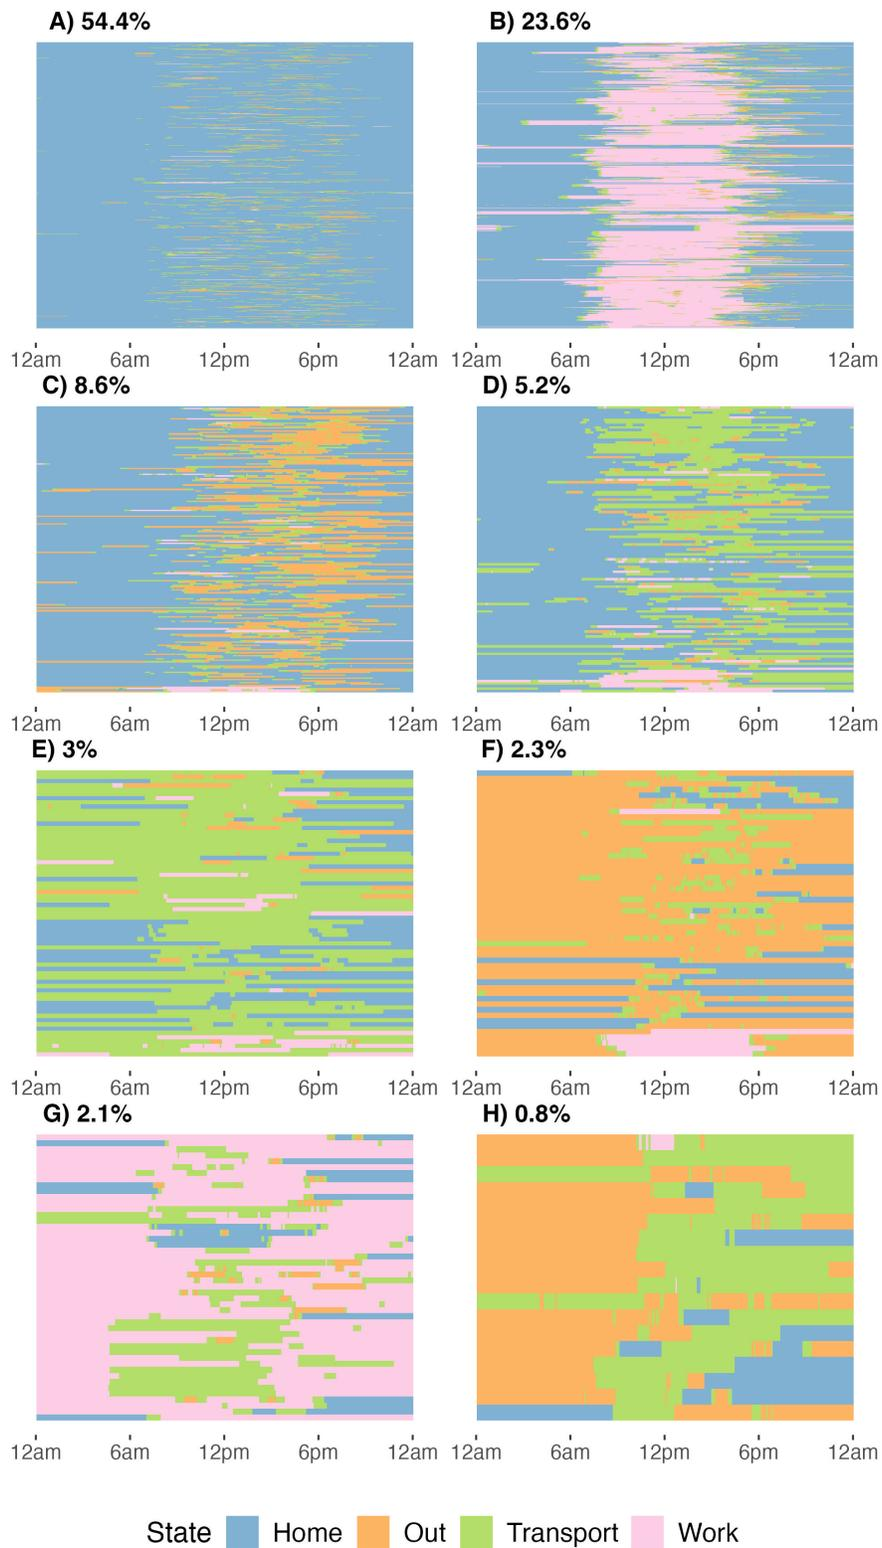 A) 54.4% B) 23.6%
12am 6am 12pm 6pm 12am 12am 6am 12pm 6pm 12am
C) 8.6% D) 5.2%
12am 6am 12pm 6pm 12am 12am 6am 12pm 6pm 12am
E) 3% F) 2.3%
12am 6am 12pm 6pm 12am 12am 6am 12pm 6pm 12am
G) 2.1% H) 0.8%
12am 6am 12pm 6pm 12am 12am 6am 12pm 6pm 12am
State Home Out Transport Work